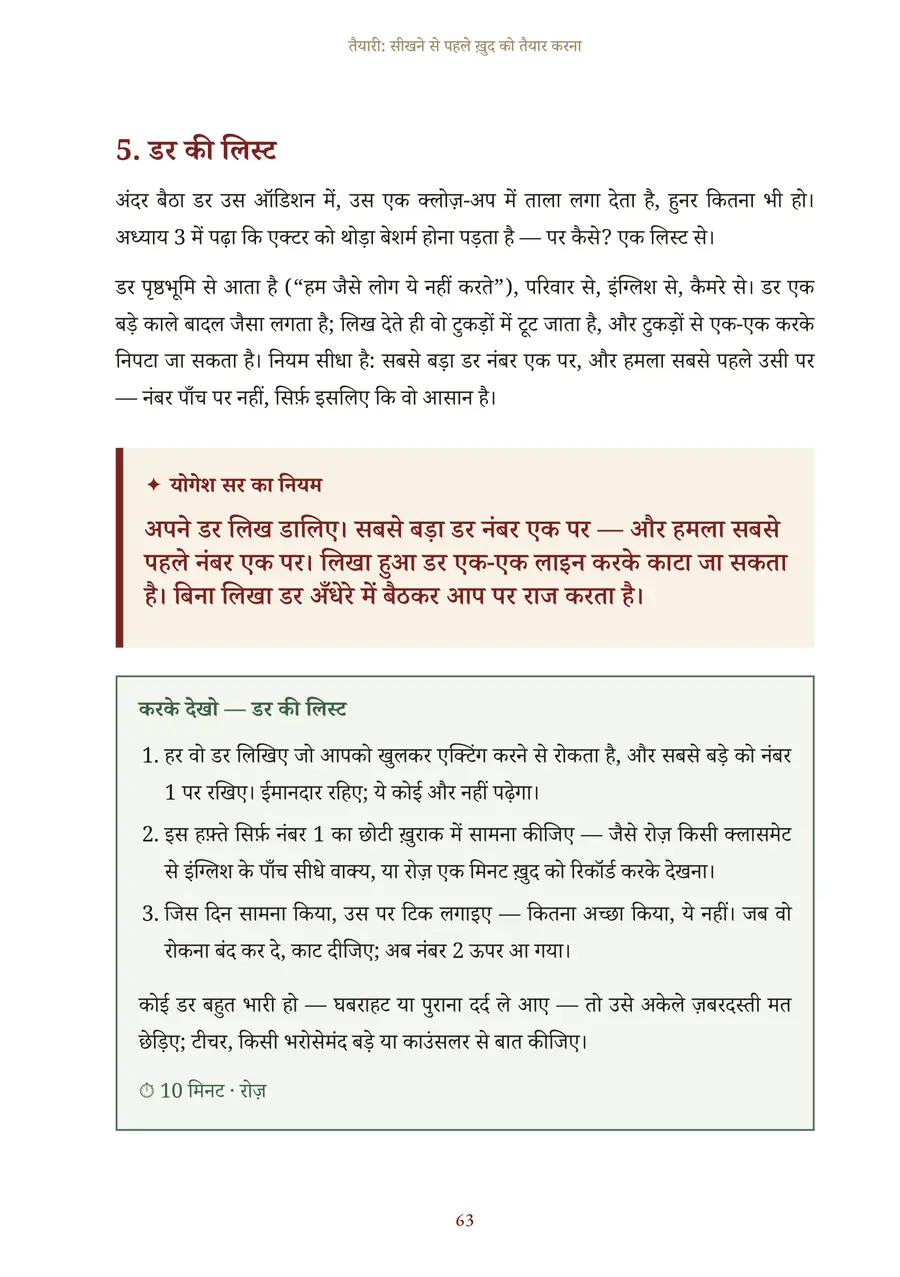 तैयारी: सीखने से पहले ख़ुद को तैयार करना
5. डर की लिस्ट
अंदर बैठा डर उस ऑडिशन में, उस एक क्लोज़-अप में ताला लगा देता है, हुनर कितना भी हो।
अध्याय 3 में पढ़ा कि एक्टर को थोड़ा बेशर्म होना पड़ता है — पर कैसे? एक लिस्ट से।
डर पृष्ठभूमि से आता है (“हम जैसे लोग ये नहीं करते”), परिवार से, इंग्लिश से, कैमरे से। डर एक
बड़े काले बादल जैसा लगता है; लिख देते ही वो टुकड़ों में टूट जाता है, और टुकड़ों से एक-एक करके
निपटा जा सकता है। नियम सीधा है: सबसे बड़ा डर नंबर एक पर, और हमला सबसे पहले उसी पर
— नंबर पाँच पर नहीं, सिर्फ़ इसलिए कि वो आसान है।
✦ योगेश सर का नियम
अपने डर लिख डालिए। सबसे बड़ा डर नंबर एक पर — और हमला सबसे
पहले नंबर एक पर। लिखा हुआ डर एक-एक लाइन करके काटा जा सकता
है। बिना लिखा डर अँधेरे में बैठकर आप पर राज करता है।
करके देखो — डर की लिस्ट
1. हर वो डर लिखिए जो आपको खुलकर एक्टिंग करने से रोकता है, और सबसे बड़े को नंबर
1 पर रखिए। ईमानदार रहिए; ये कोई और नहीं पढ़ेगा।
2. इस हफ़्ते सिर्फ़ नंबर 1 का छोटी ख़ुराक में सामना कीजिए — जैसे रोज़ किसी क्लासमेट
से इंग्लिश के पाँच सीधे वाक्य, या रोज़ एक मिनट ख़ुद को रिकॉर्ड करके देखना।
3. जिस दिन सामना किया, उस पर टिक लगाइए — कितना अच्छा किया, ये नहीं। जब वो
रोकना बंद कर दे, काट दीजिए; अब नंबर 2 ऊपर आ गया।
कोई डर बहुत भारी हो — घबराहट या पुराना दर्द ले आए — तो उसे अकेले ज़बरदस्ती मत
छेड़िए; टीचर, किसी भरोसेमंद बड़े या काउंसलर से बात कीजिए।
⏱ 10 मिनट · रोज़
63